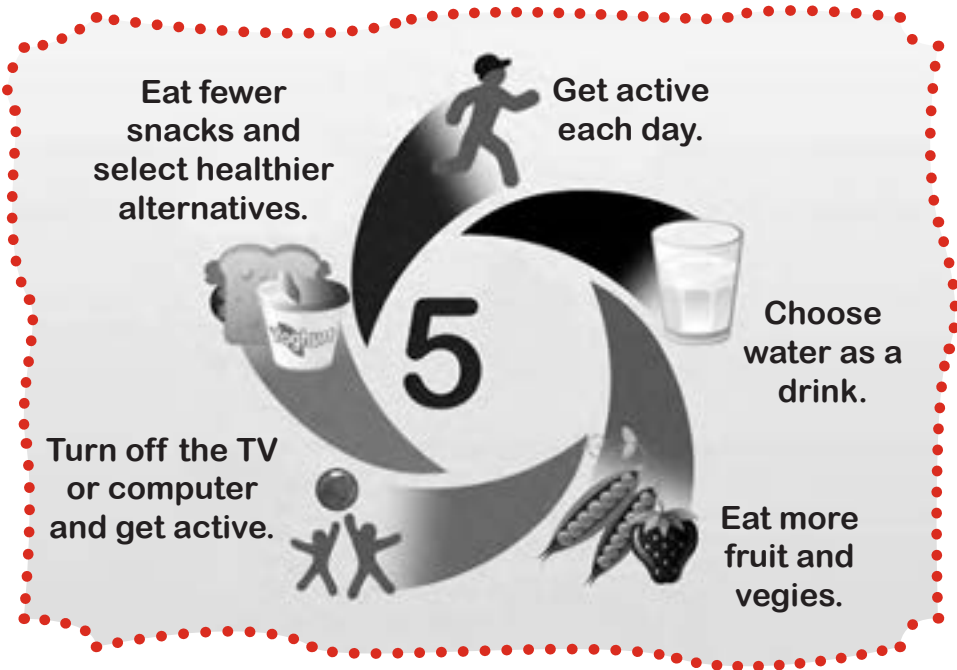 Get active
each day.
Choose
water as a
drink.
Eat more
fruit and
vegies.
Turn off the TV
or computer
and get active.
Eat fewer
snacks and
select healthier
alternatives.
Yoghurt
5